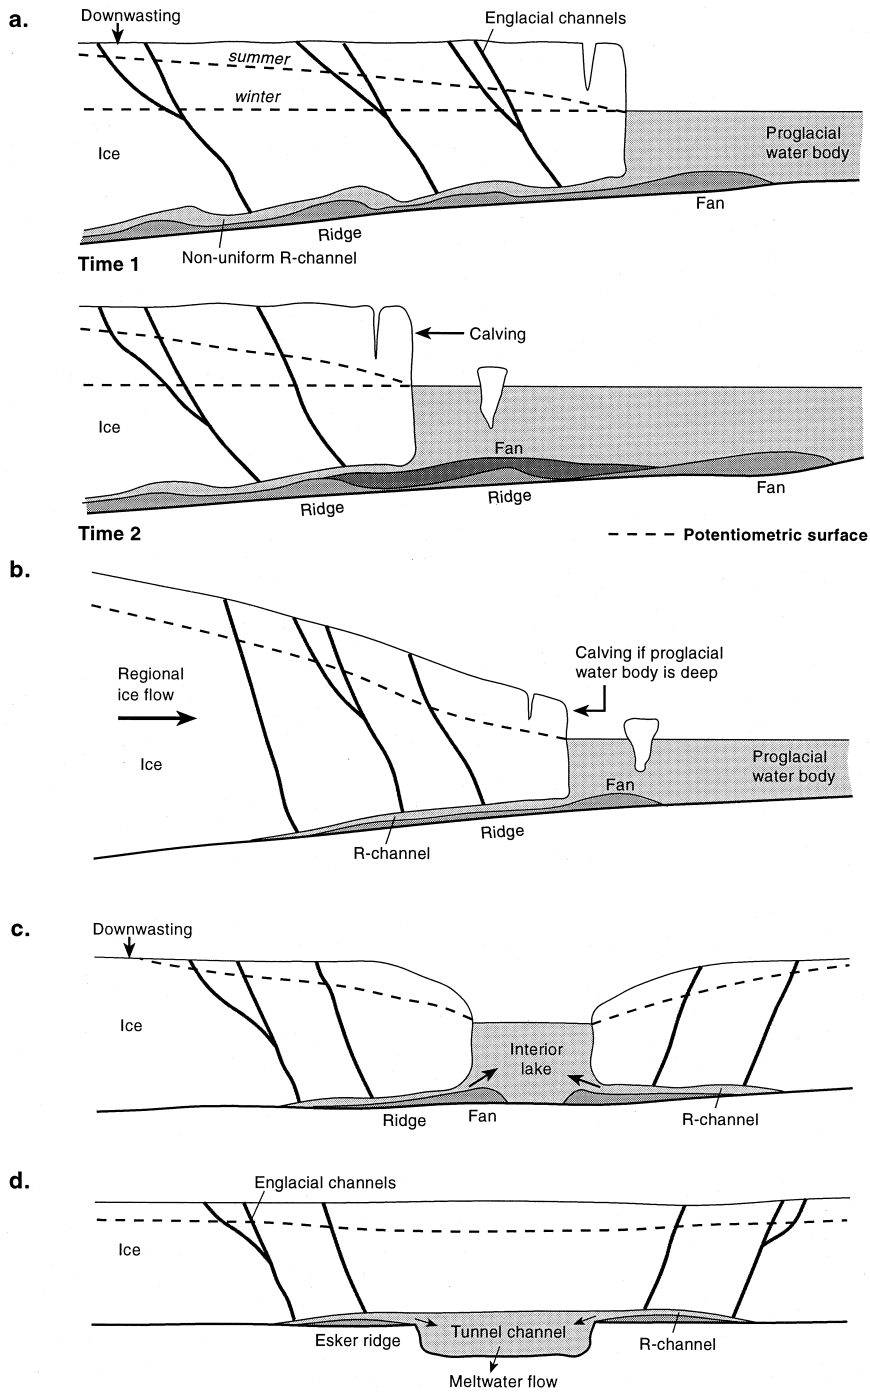 a.
Downwasting
Englacial channels
summer
winter
Ice
Proglacial
water body
Fan
Ridge
Non-uniform R-channel
Time 1
Calving
Ice
Fan
Ridge
Ridge
Fan
Time 2
Potentiometric surface
b.
Regional
ice flow
Calving if proglacial
water body is deep
Ice
Proglacial
water body
Fan
Ridge
R-channel
c.
Downwasting
Ice
Interior
lake
Ridge
Fan
R-channel
d.
Englacial channels
Ice
Esker ridge
Tunnel channel
R-channel
Meltwater flow